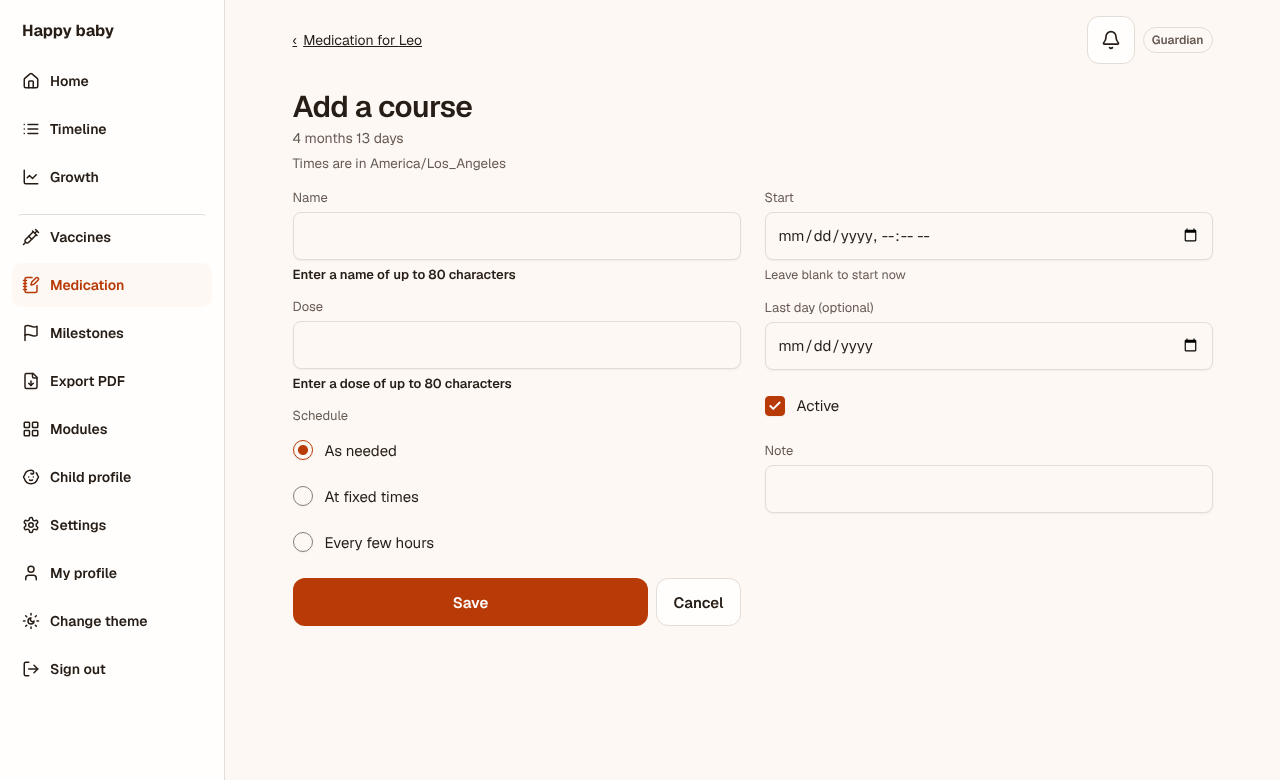 Happy baby
Home
Timeline
Growth
Vaccines
Medication
Milestones
Export PDF
Modules
Child profile
Settings
My profile
Change theme
Sign out
‹ Medication for Leo
Guardian
Add a course
4 months 13 days
Times are in America/Los_Angeles
Name
Enter a name of up to 80 characters
Dose
Enter a dose of up to 80 characters
Schedule
As needed
At fixed times
Every few hours
Start
mm/dd/yyyy, --:-- --
Leave blank to start now
Last day (optional)
mm/dd/yyyy
Active
Note
Save
Cancel